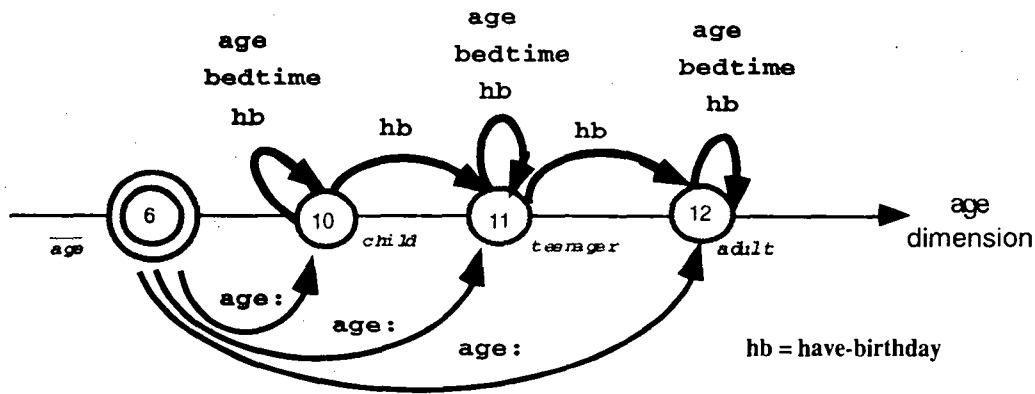 age
bedtime
hb
age
bedtime
hb
age
bedtime
hb
hb
hb
6
10
11
12
age
dimension
age
child
teenager
adult
age:
age:
age:
hb = have-birthday